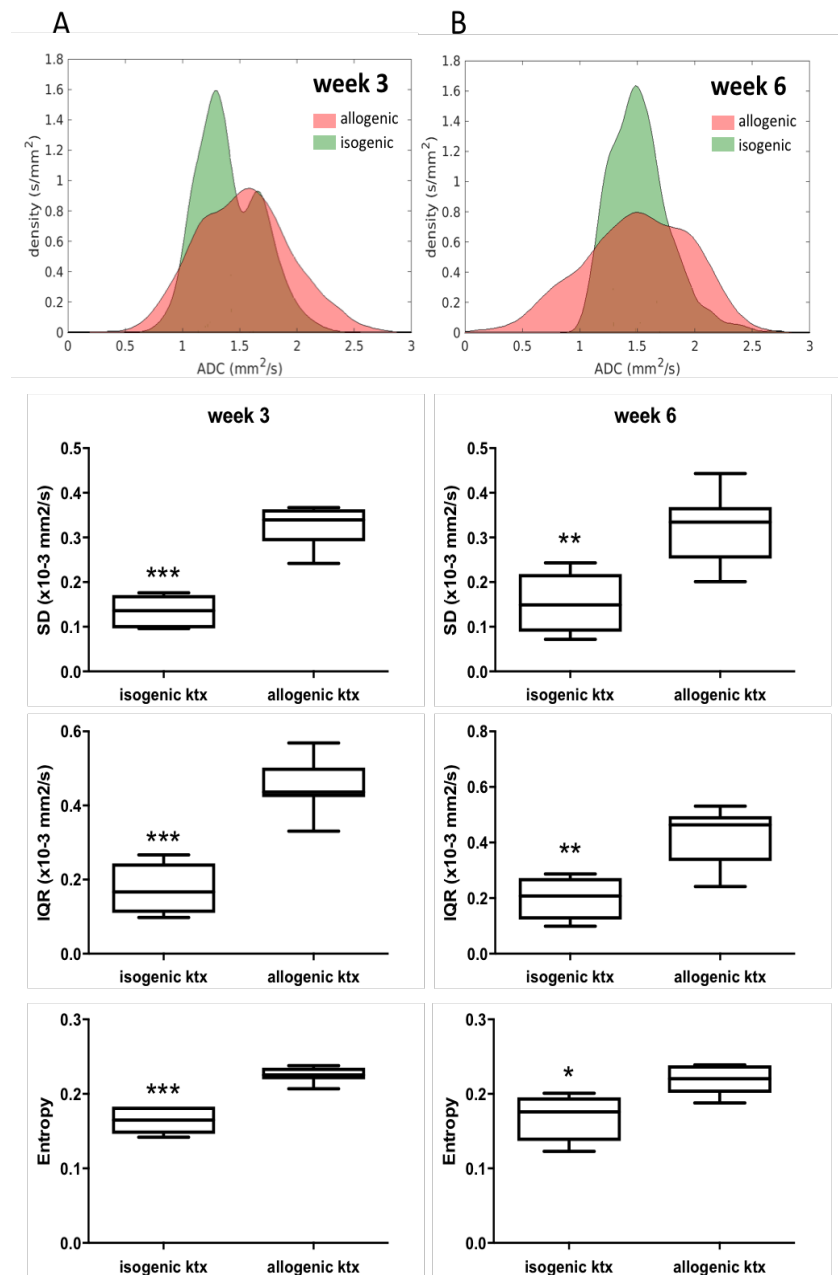 A
B
1.8
1.6
1.4
1.2
1
0.8
0.6
0.4
0.2
0
density (s/mm²)
week 3
allogenic
isogenic
0 0.5 1 1.5 2 2.5 3
ADC (mm²/s)
1.8
1.6
1.4
1.2
1
0.8
0.6
0.4
0.2
0
density (s/mm²)
week 6
allogenic
isogenic
0 0.5 1 1.5 2 2.5 3
ADC (mm²/s)
week 3
0.5
0.4
0.3
0.2
0.1
0.0
SD (x10-3 mm2/s)
***
isogenic ktx allogenic ktx
week 6
0.5
0.4
0.3
0.2
0.1
0.0
SD (x10-3 mm2/s)
**
isogenic ktx allogenic ktx
0.6
0.4
0.2
0.0
IQR (x10-3 mm2/s)
***
isogenic ktx allogenic ktx
0.8
0.6
0.4
0.2
0.0
IQR (x10-3 mm2/s)
**
isogenic ktx allogenic ktx
0.3
0.2
0.1
0.0
Entropy
***
isogenic ktx allogenic ktx
0.3
0.2
0.1
0.0
Entropy
*
isogenic ktx allogenic ktx